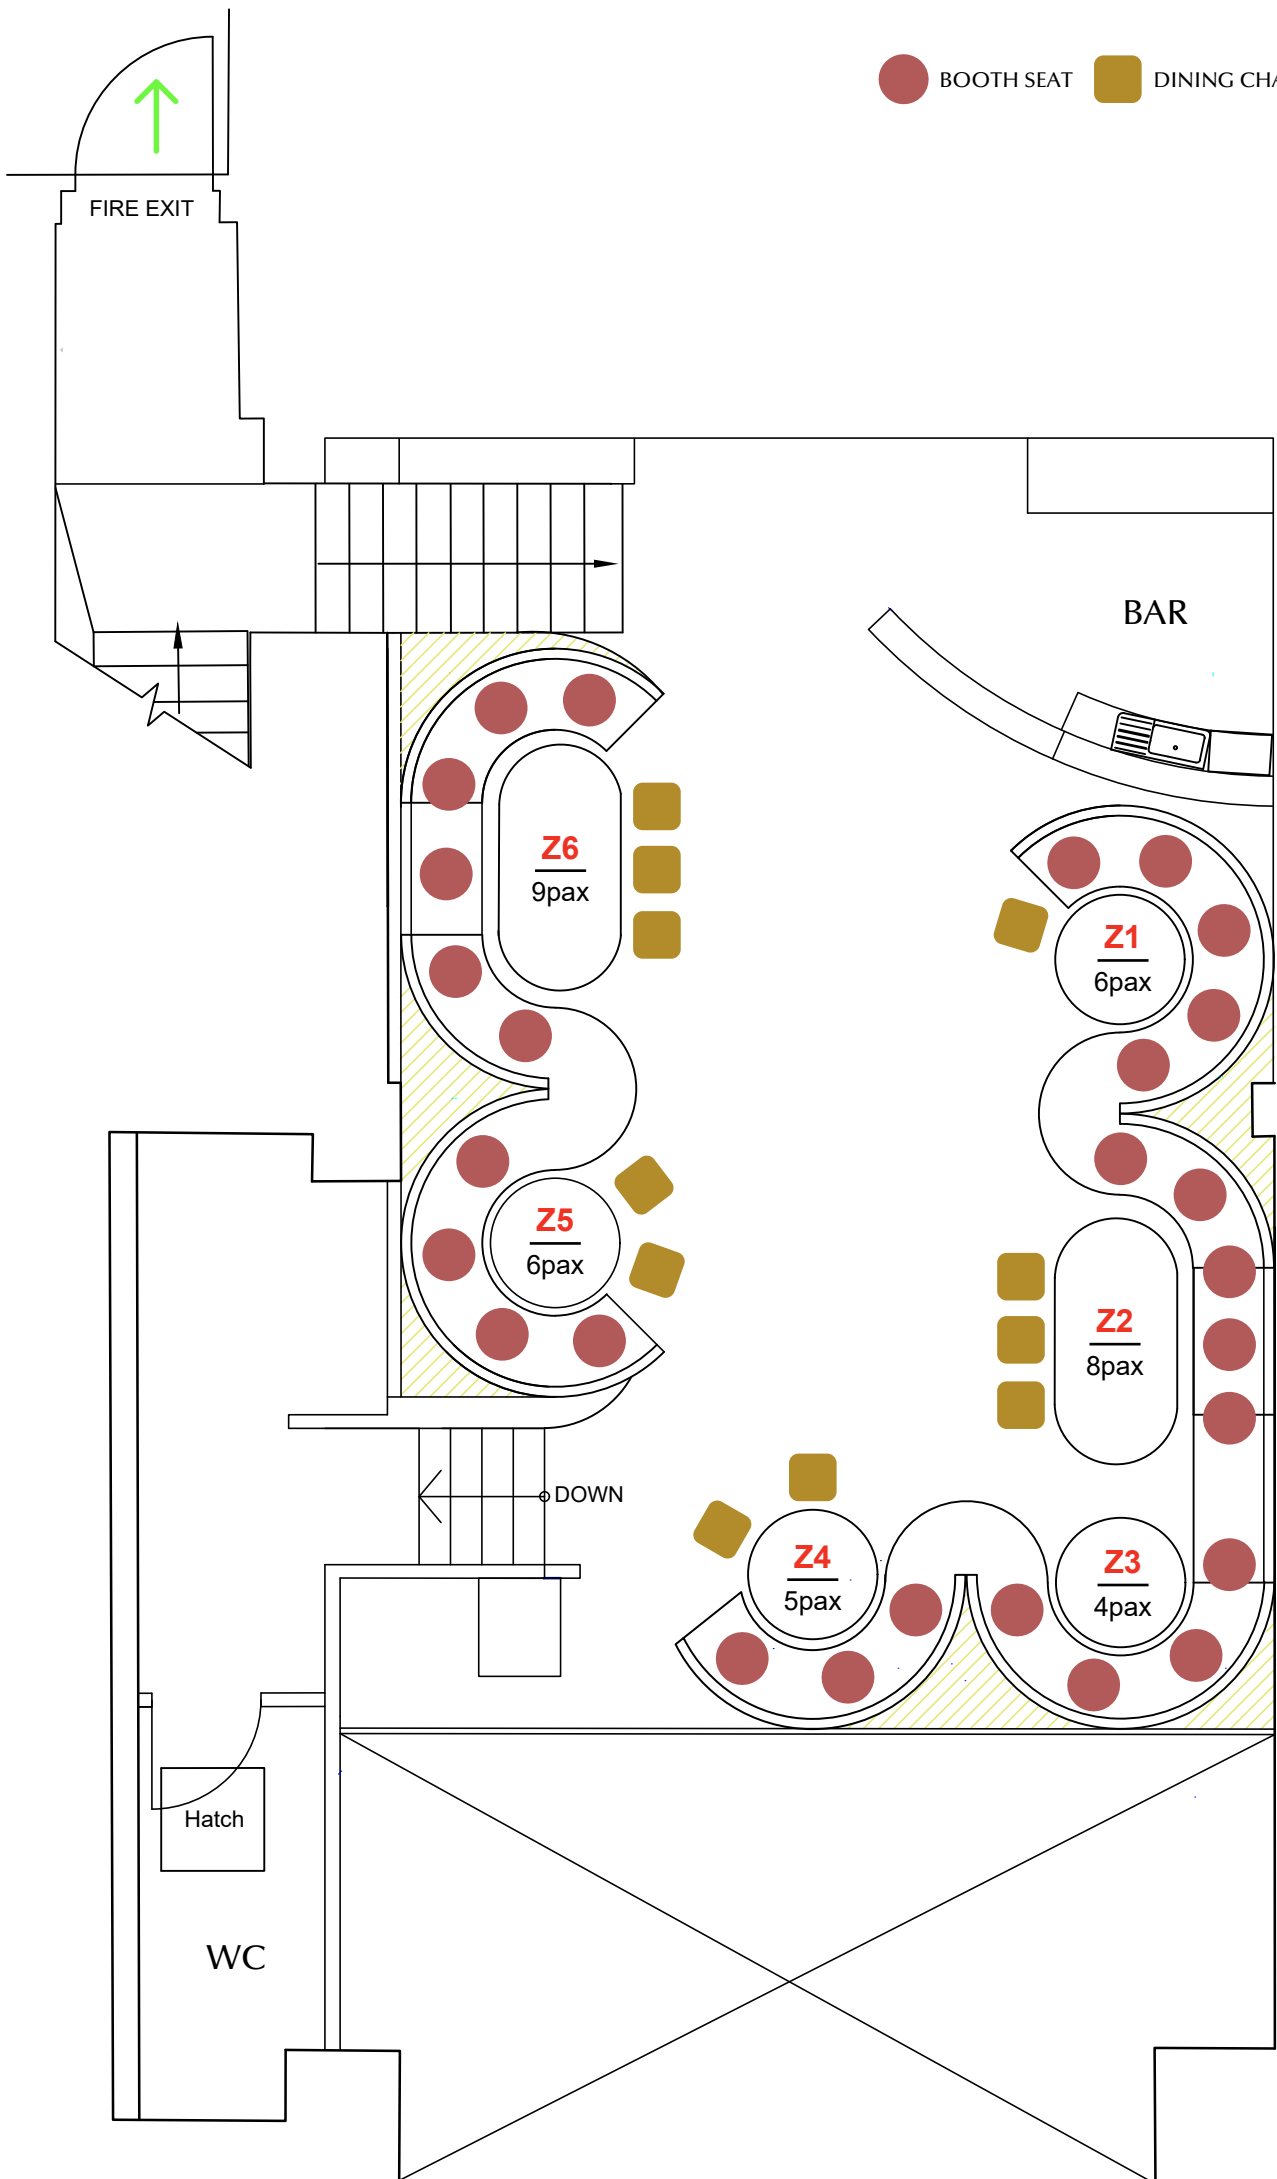 BOOTH SEAT
DINING CHA
FIRE EXIT
BAR
Z6
9pax
Z1
6pax
Z5
6pax
Z2
8pax
DOWN
Z4
5pax
Z3
4pax
Hatch
WC